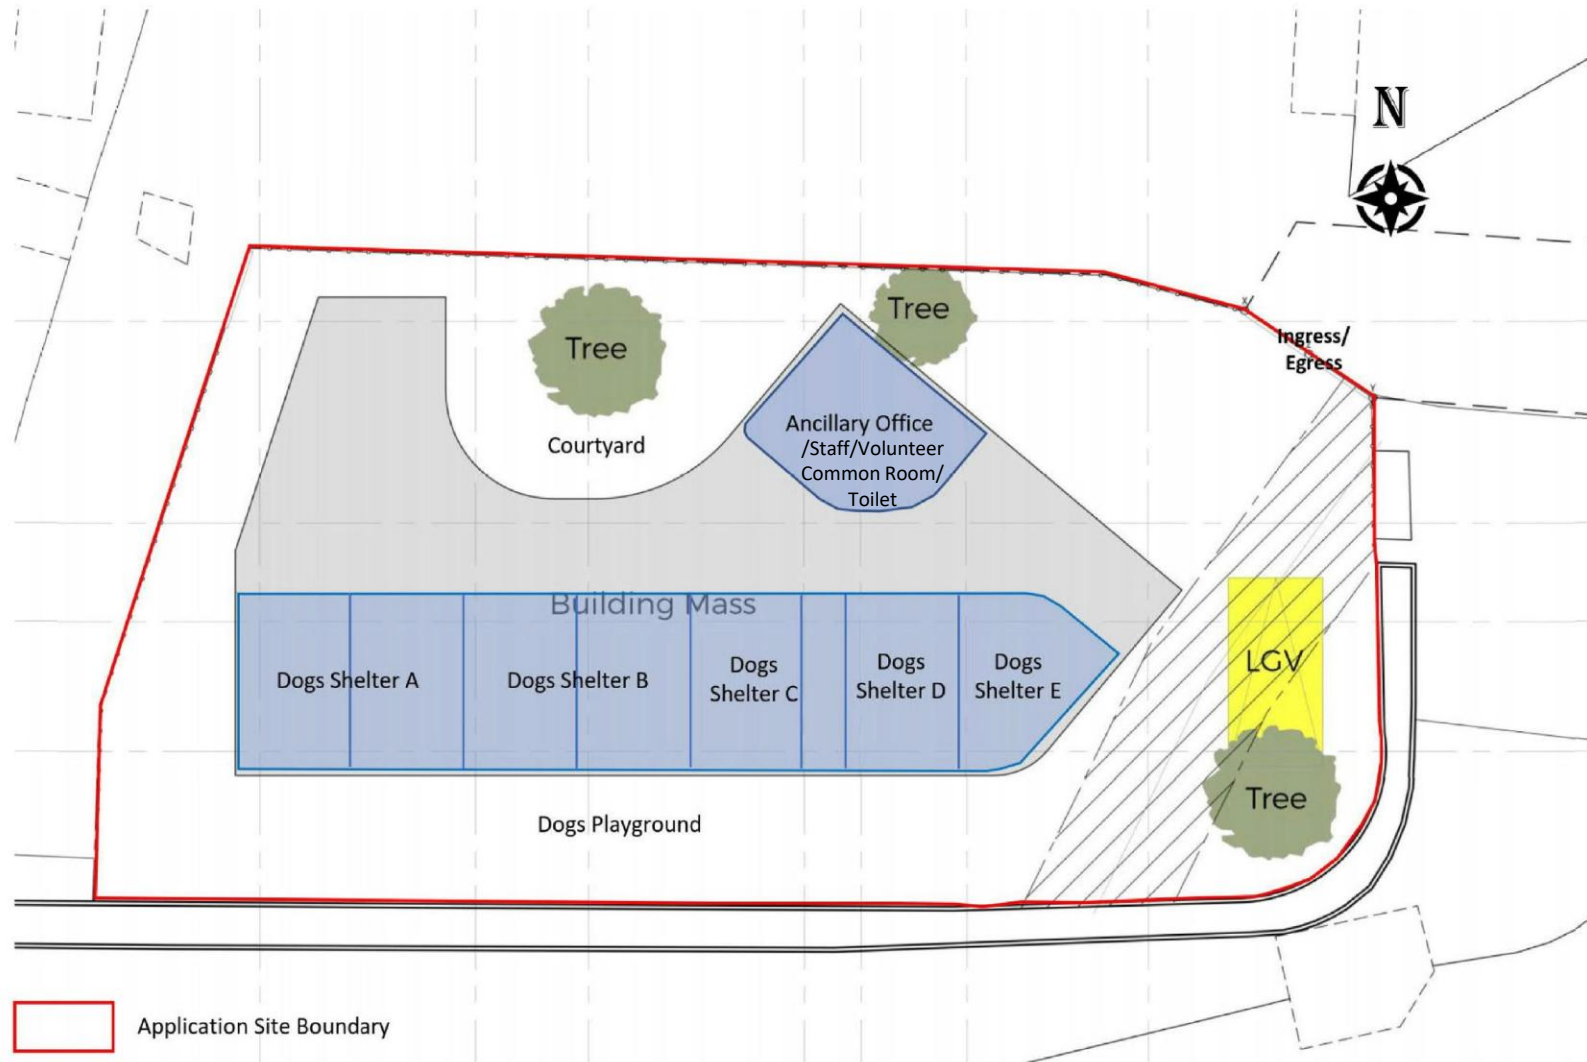 N
Tree
Tree
Ingress/
Egress
Courtyard
Ancillary Office
/Staff/Volunteer
Common Room/
Toilet
Building Mass
Dogs Shelter A
Dogs Shelter B
Dogs
Shelter C
Dogs
Shelter D
Dogs
Shelter E
LGV
Tree
Dogs Playground
Application Site Boundary
X
Y